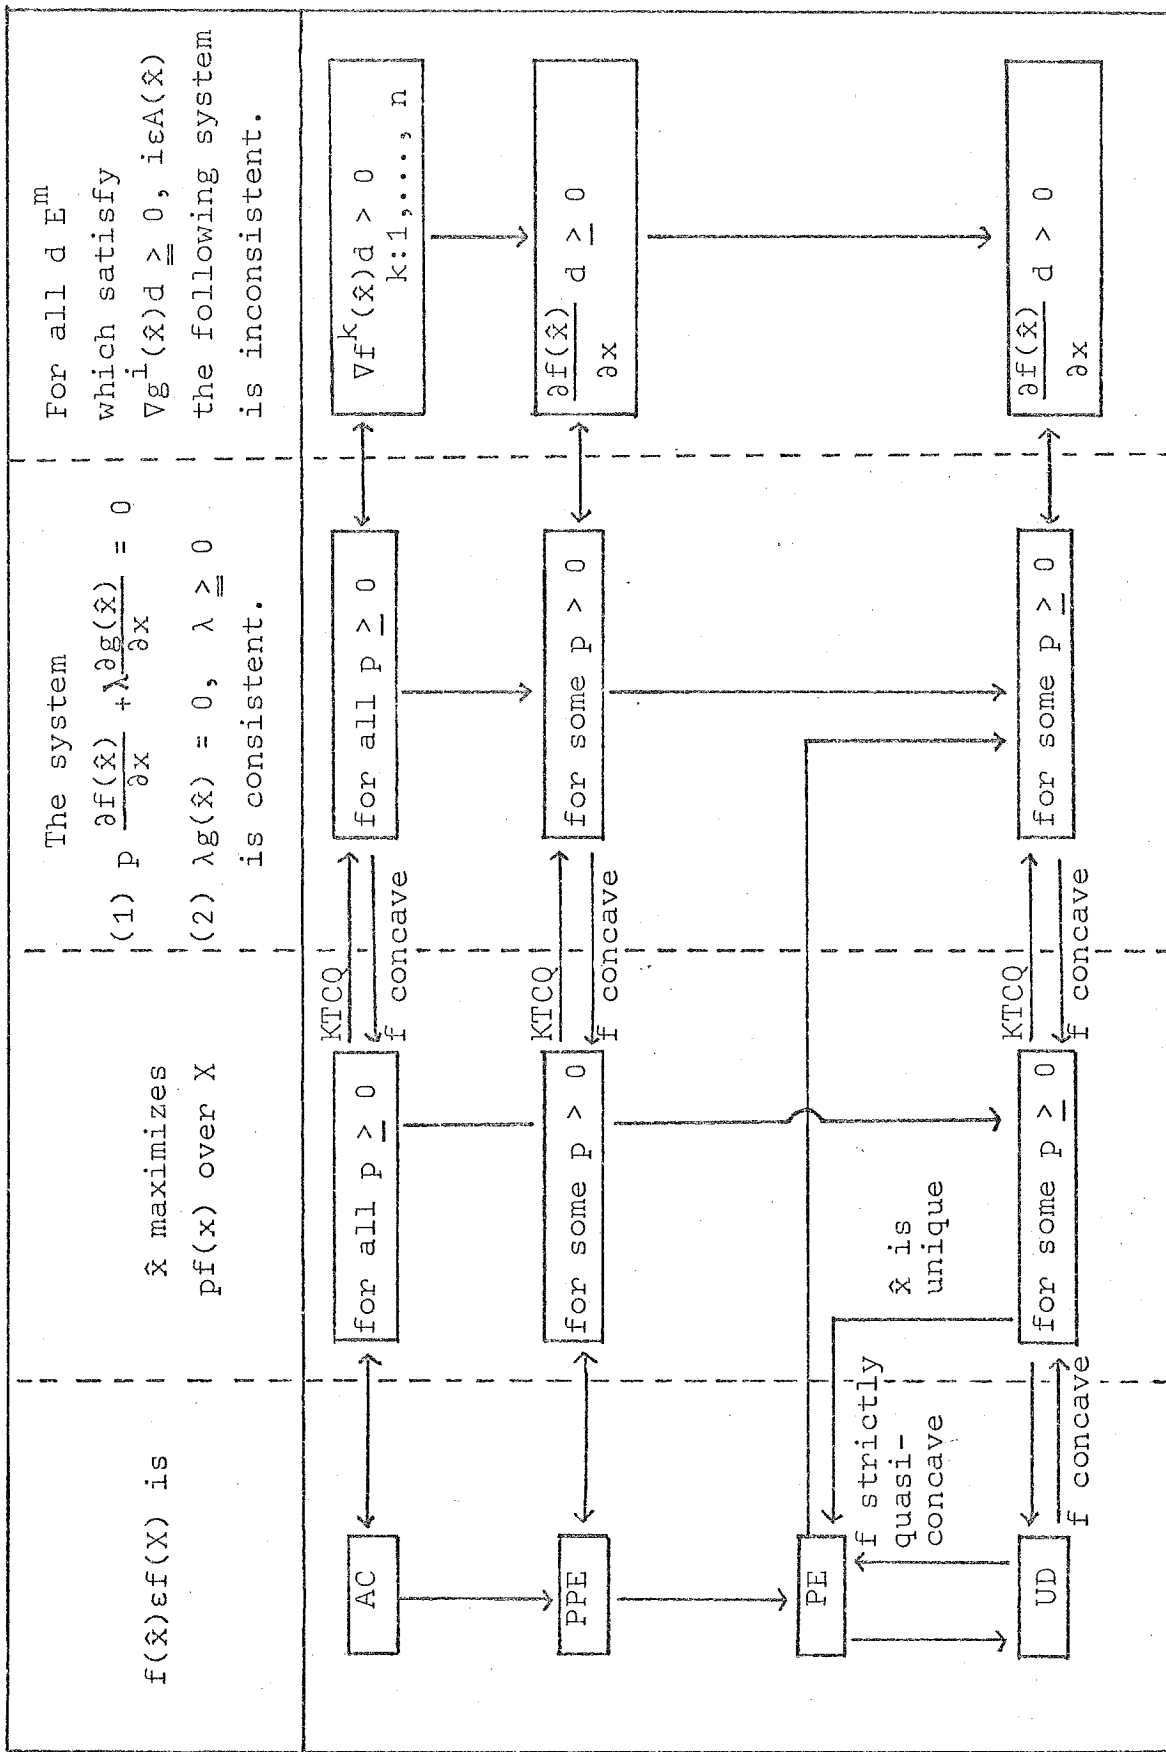 f(x̂)εf(X) is
x̂ maximizes
pf(x) over X
The system
(1) p ∂f(x̂)/∂x + λ∂g(x̂)/∂x = 0
(2) λg(x̂) = 0, λ ≧ 0
is consistent.
For all d E^m
which satisfy
∇g^i(x̂)d ≧ 0, iεA(x̂)
the following system
is inconsistent.
AC
for all p ≥ 0
KTCQ
f concave
for all p ≥ 0
∇f^k(x̂)d > 0
k:1,...., n
PPE
for some p > 0
KTCQ
f concave
for some p > 0
∂f(x̂)/∂x d ≥ 0
PE
f strictly
quasi-
concave
x̂ is
unique
UD
f concave
for some p ≥ 0
KTCQ
f concave
for some p ≥ 0
∂f(x̂)/∂x d > 0